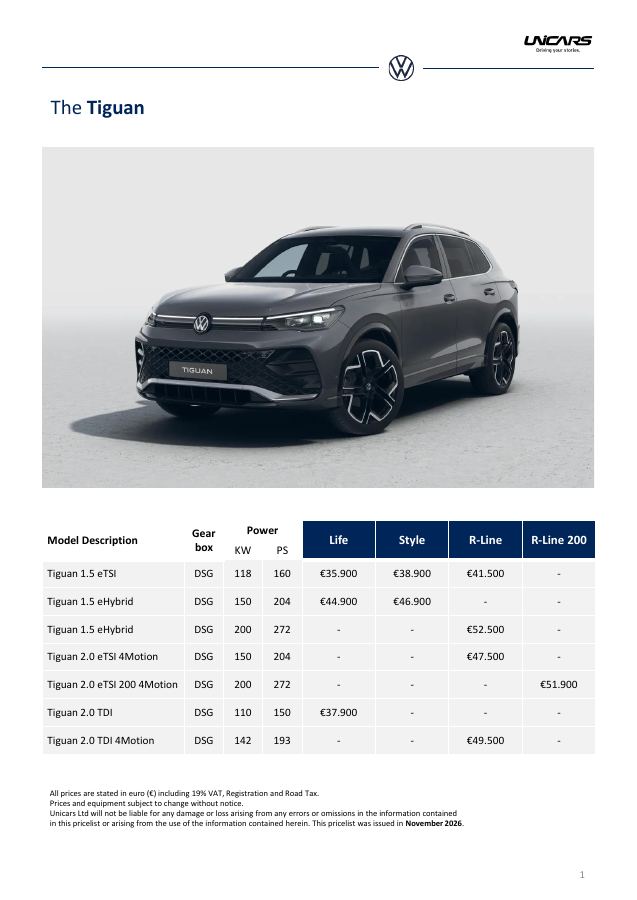 UNICARS
Driving your stories.
The Tiguan
TIGUAN
Model Description Gear box Power KW PS Life Style R-Line R-Line 200
Tiguan 1.5 eTSI DSG 118 160 €35.900 €38.900 €41.500 -
Tiguan 1.5 eHybrid DSG 150 204 €44.900 €46.900 - -
Tiguan 1.5 eHybrid DSG 200 272 - - €52.500 -
Tiguan 2.0 eTSI 4Motion DSG 150 204 - - €47.500 -
Tiguan 2.0 eTSI 200 4Motion DSG 200 272 - - - €51.900
Tiguan 2.0 TDI DSG 110 150 €37.900 - - -
Tiguan 2.0 TDI 4Motion DSG 142 193 - - €49.500 -
All prices are stated in euro (€) including 19% VAT, Registration and Road Tax.
Prices and equipment subject to change without notice.
Unicars Ltd will not be liable for any damage or loss arising from any errors or omissions in the information contained
in this pricelist or arising from the use of the information contained herein. This pricelist was issued in November 2026.
1